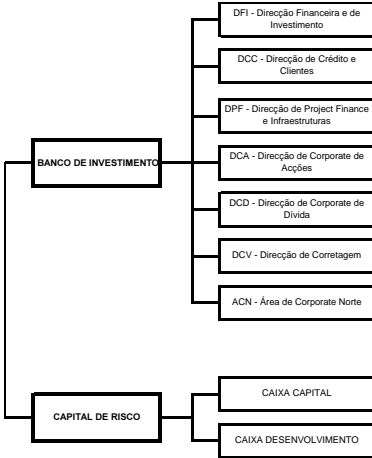 DFI - Direcção Financeira e de
Investimento
DCC - Direcção de Crédito e
Clientes
DPF - Direcção de Project Finance
e Infraestruturas
BANCO DE INVESTIMENTO
DCA - Direcção de Corporate de
Acções
DCD - Direcção de Corporate de
Dívida
DCV - Direcção de Corretagem
ACN - Área de Corporate Norte
CAPITAL DE RISCO
CAIXA CAPITAL
CAIXA DESENVOLVIMENTO